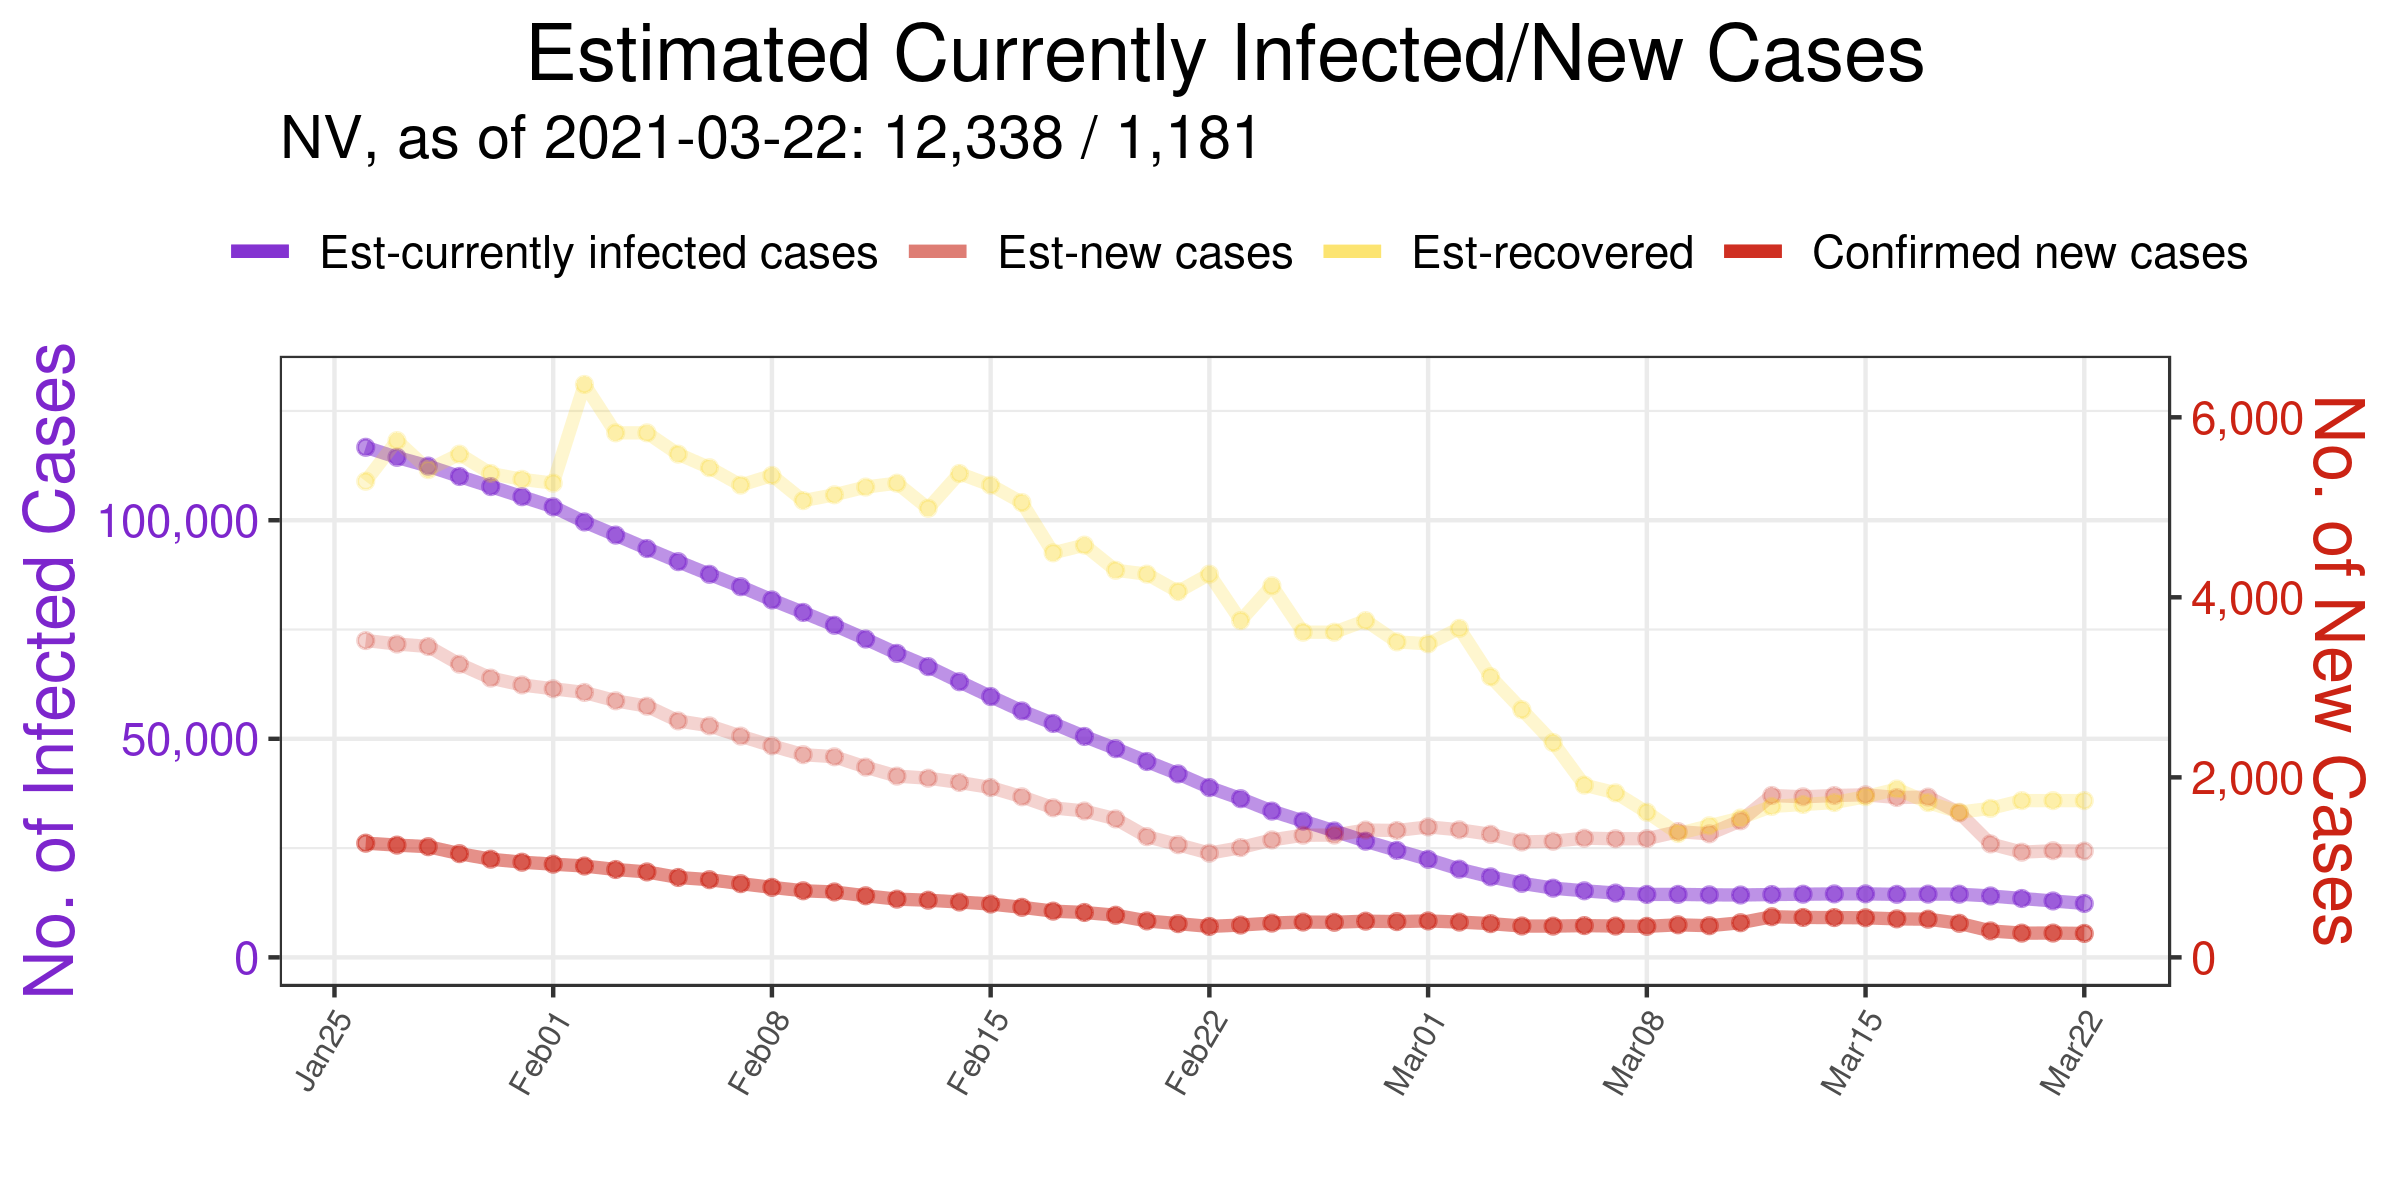 Estimated Currently Infected/New Cases
NV, as of 2021-03-22: 12,338 / 1,181
Est-currently infected cases Est-new cases Est-recovered Confirmed new cases
No. of Infected Cases
100,000
50,000
0
6,000
4,000
2,000
0
No. of New Cases
Jan25 Feb01 Feb08 Feb15 Feb22 Mar01 Mar08 Mar15 Mar22